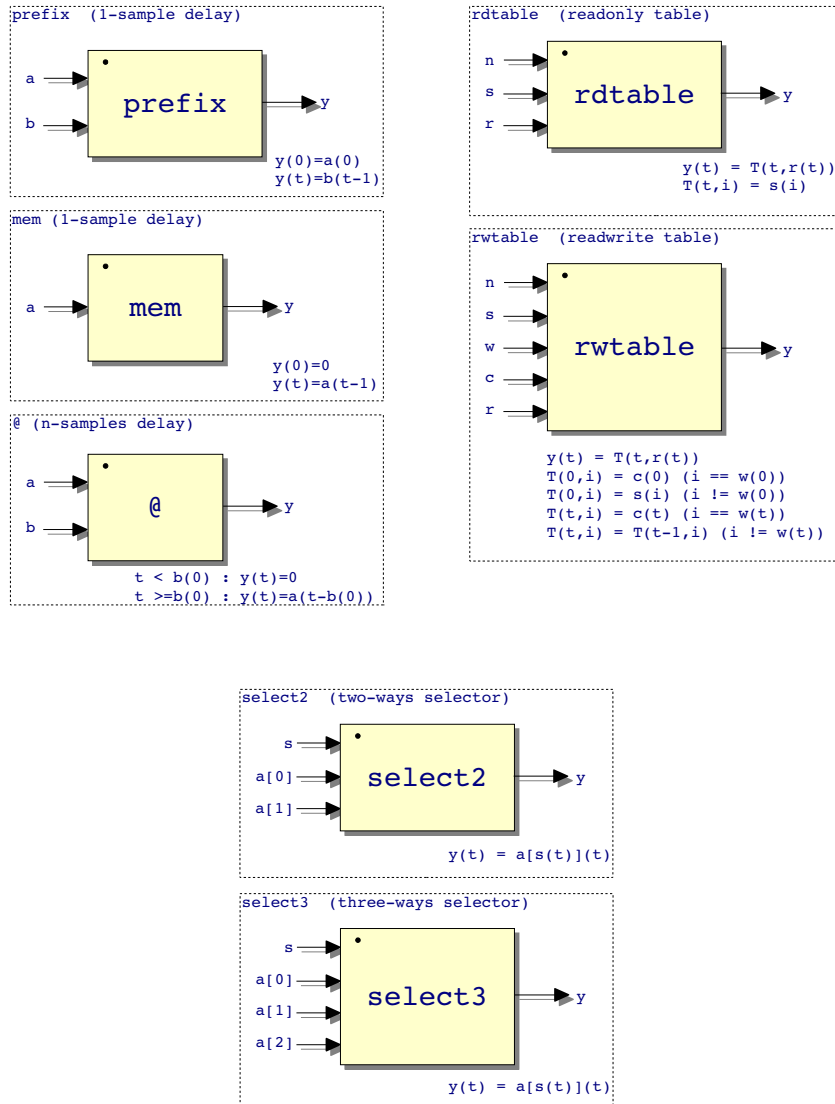 prefix (1-sample delay)
a
b
prefix
y
y(0)=a(0)
y(t)=b(t-1)
mem (1-sample delay)
a
mem
y
y(0)=0
y(t)=a(t-1)
@ (n-samples delay)
a
b
@
y
t < b(0) : y(t)=0
t >=b(0) : y(t)=a(t-b(0))
rdtable (readonly table)
n
s
r
rdtable
y
y(t) = T(t,r(t))
T(t,i) = s(i)
rwtable (readwrite table)
n
s
w
c
r
rwtable
y
y(t) = T(t,r(t))
T(0,i) = c(0) (i == w(0))
T(0,i) = s(i) (i != w(0))
T(t,i) = c(t) (i == w(t))
T(t,i) = T(t-1,i) (i != w(t))
select2 (two-ways selector)
s
a[0]
a[1]
select2
y
y(t) = a[s(t)](t)
select3 (three-ways selector)
s
a[0]
a[1]
a[2]
select3
y
y(t) = a[s(t)](t)